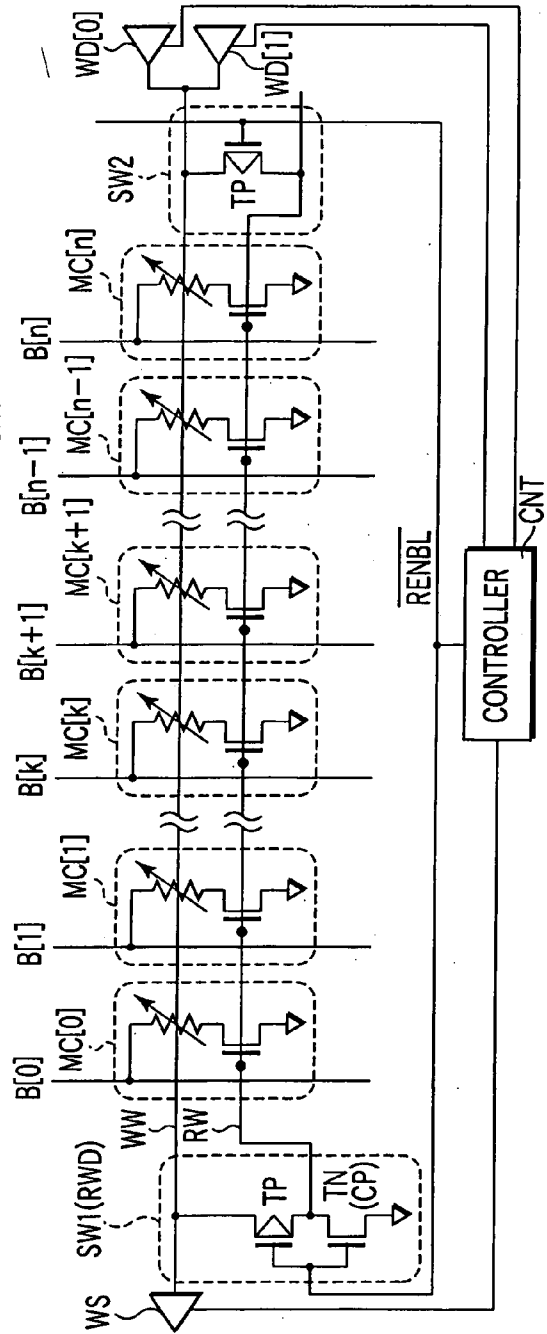 WD[0]
WD[1]
SW2
TP
MC[n]
B[n]
MC[n-1]
B[n-1]
MC[k+1]
B[k+1]
MC[k]
B[k]
MC[1]
B[1]
MC[0]
B[0]
WW
RW
SW1(RWD)
TP
TN
(CP)
WS
RENBL
CONTROLLER
CNT